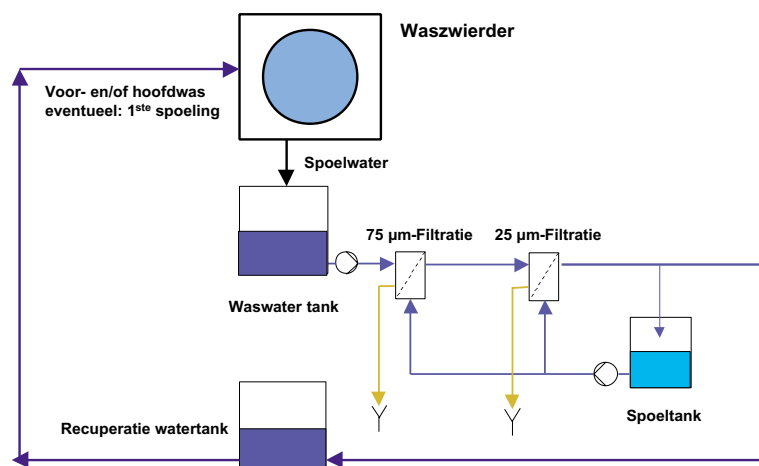 Waszwierder
Voor- en/of hoofdwas
eventueel: 1ste spoeling
Spoelwater
75 µm-Filtratie
25 µm-Filtratie
Waswater tank
Spoeltank
Recuperatie watertank